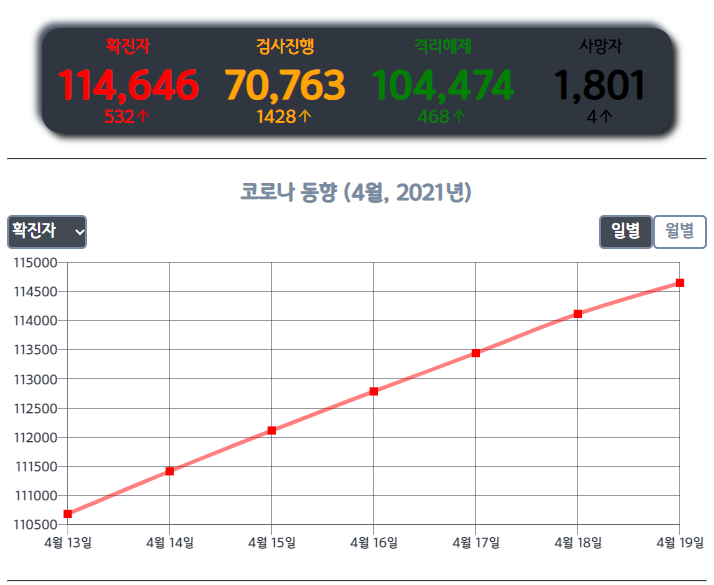 확진자 검사진행 격리해제 사망자
114,646 70,763 104,474 1,801
532↑ 1428↑ 468↑ 4↑
코로나 동향 (4월, 2021년)
확진자 일별 월별
115000
114500
114000
113500
113000
112500
112000
111500
111000
110500
4월 13일 4월 14일 4월 15일 4월 16일 4월 17일 4월 18일 4월 19일